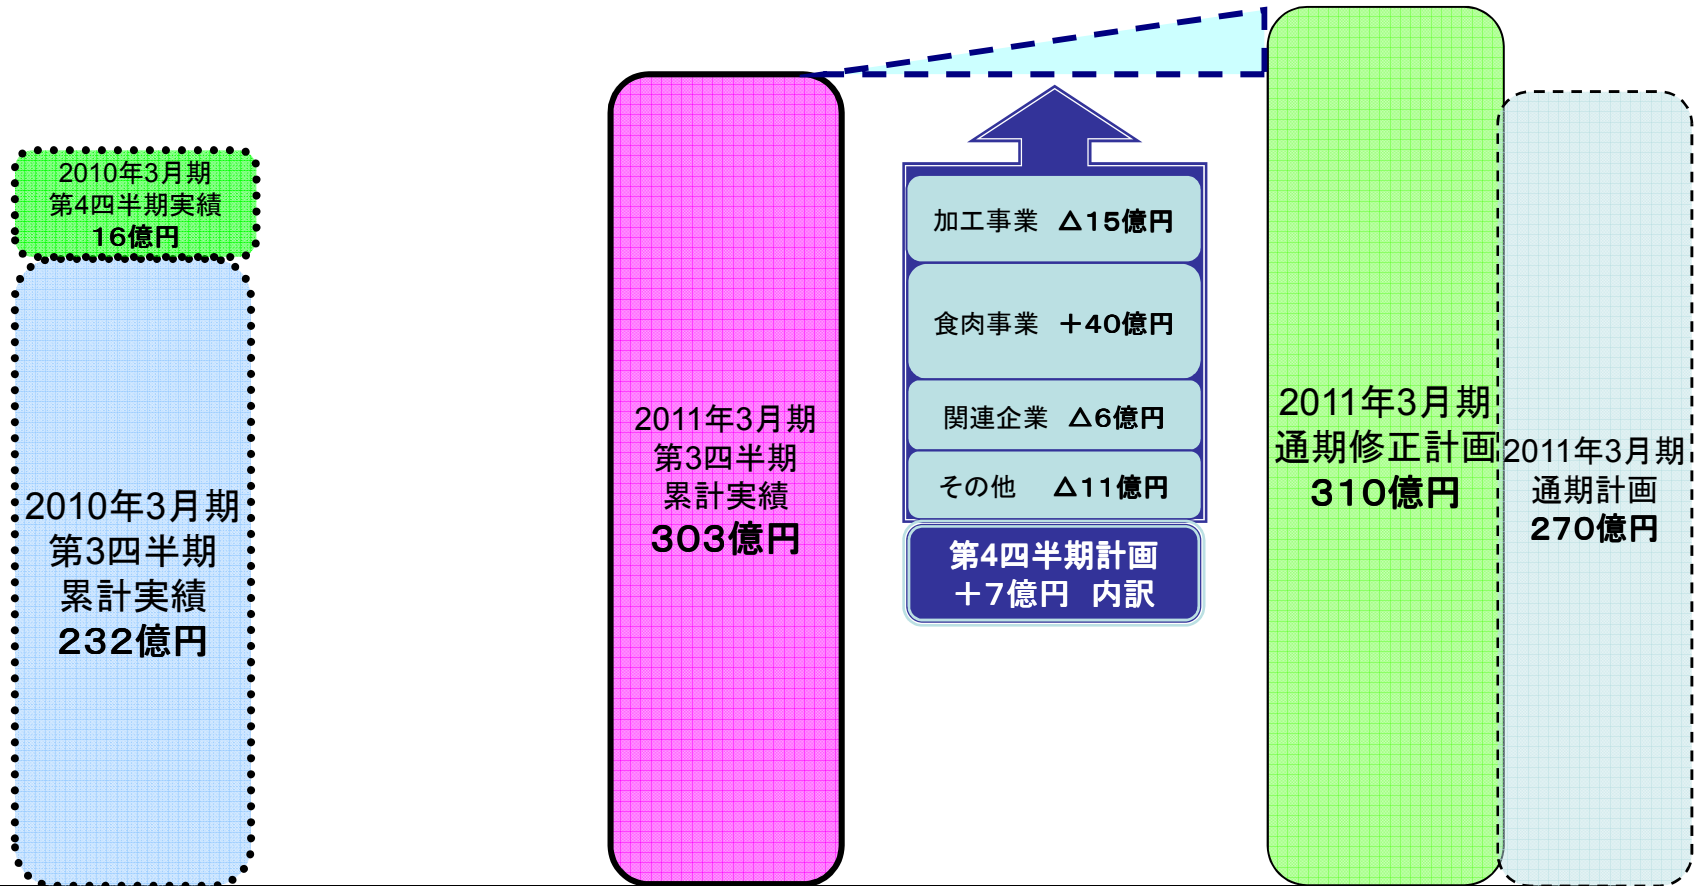 2010年3月期
第4四半期実績
16億円
2010年3月期
第3四半期
累計実績
232億円
2011年3月期
第3四半期
累計実績
303億円
加工事業 △15億円
食肉事業 +40億円
関連企業 △6億円
その他 △11億円
第4四半期計画
+7億円 内訳
2011年3月期
通期修正計画
310億円
2011年3月期
通期計画
270億円